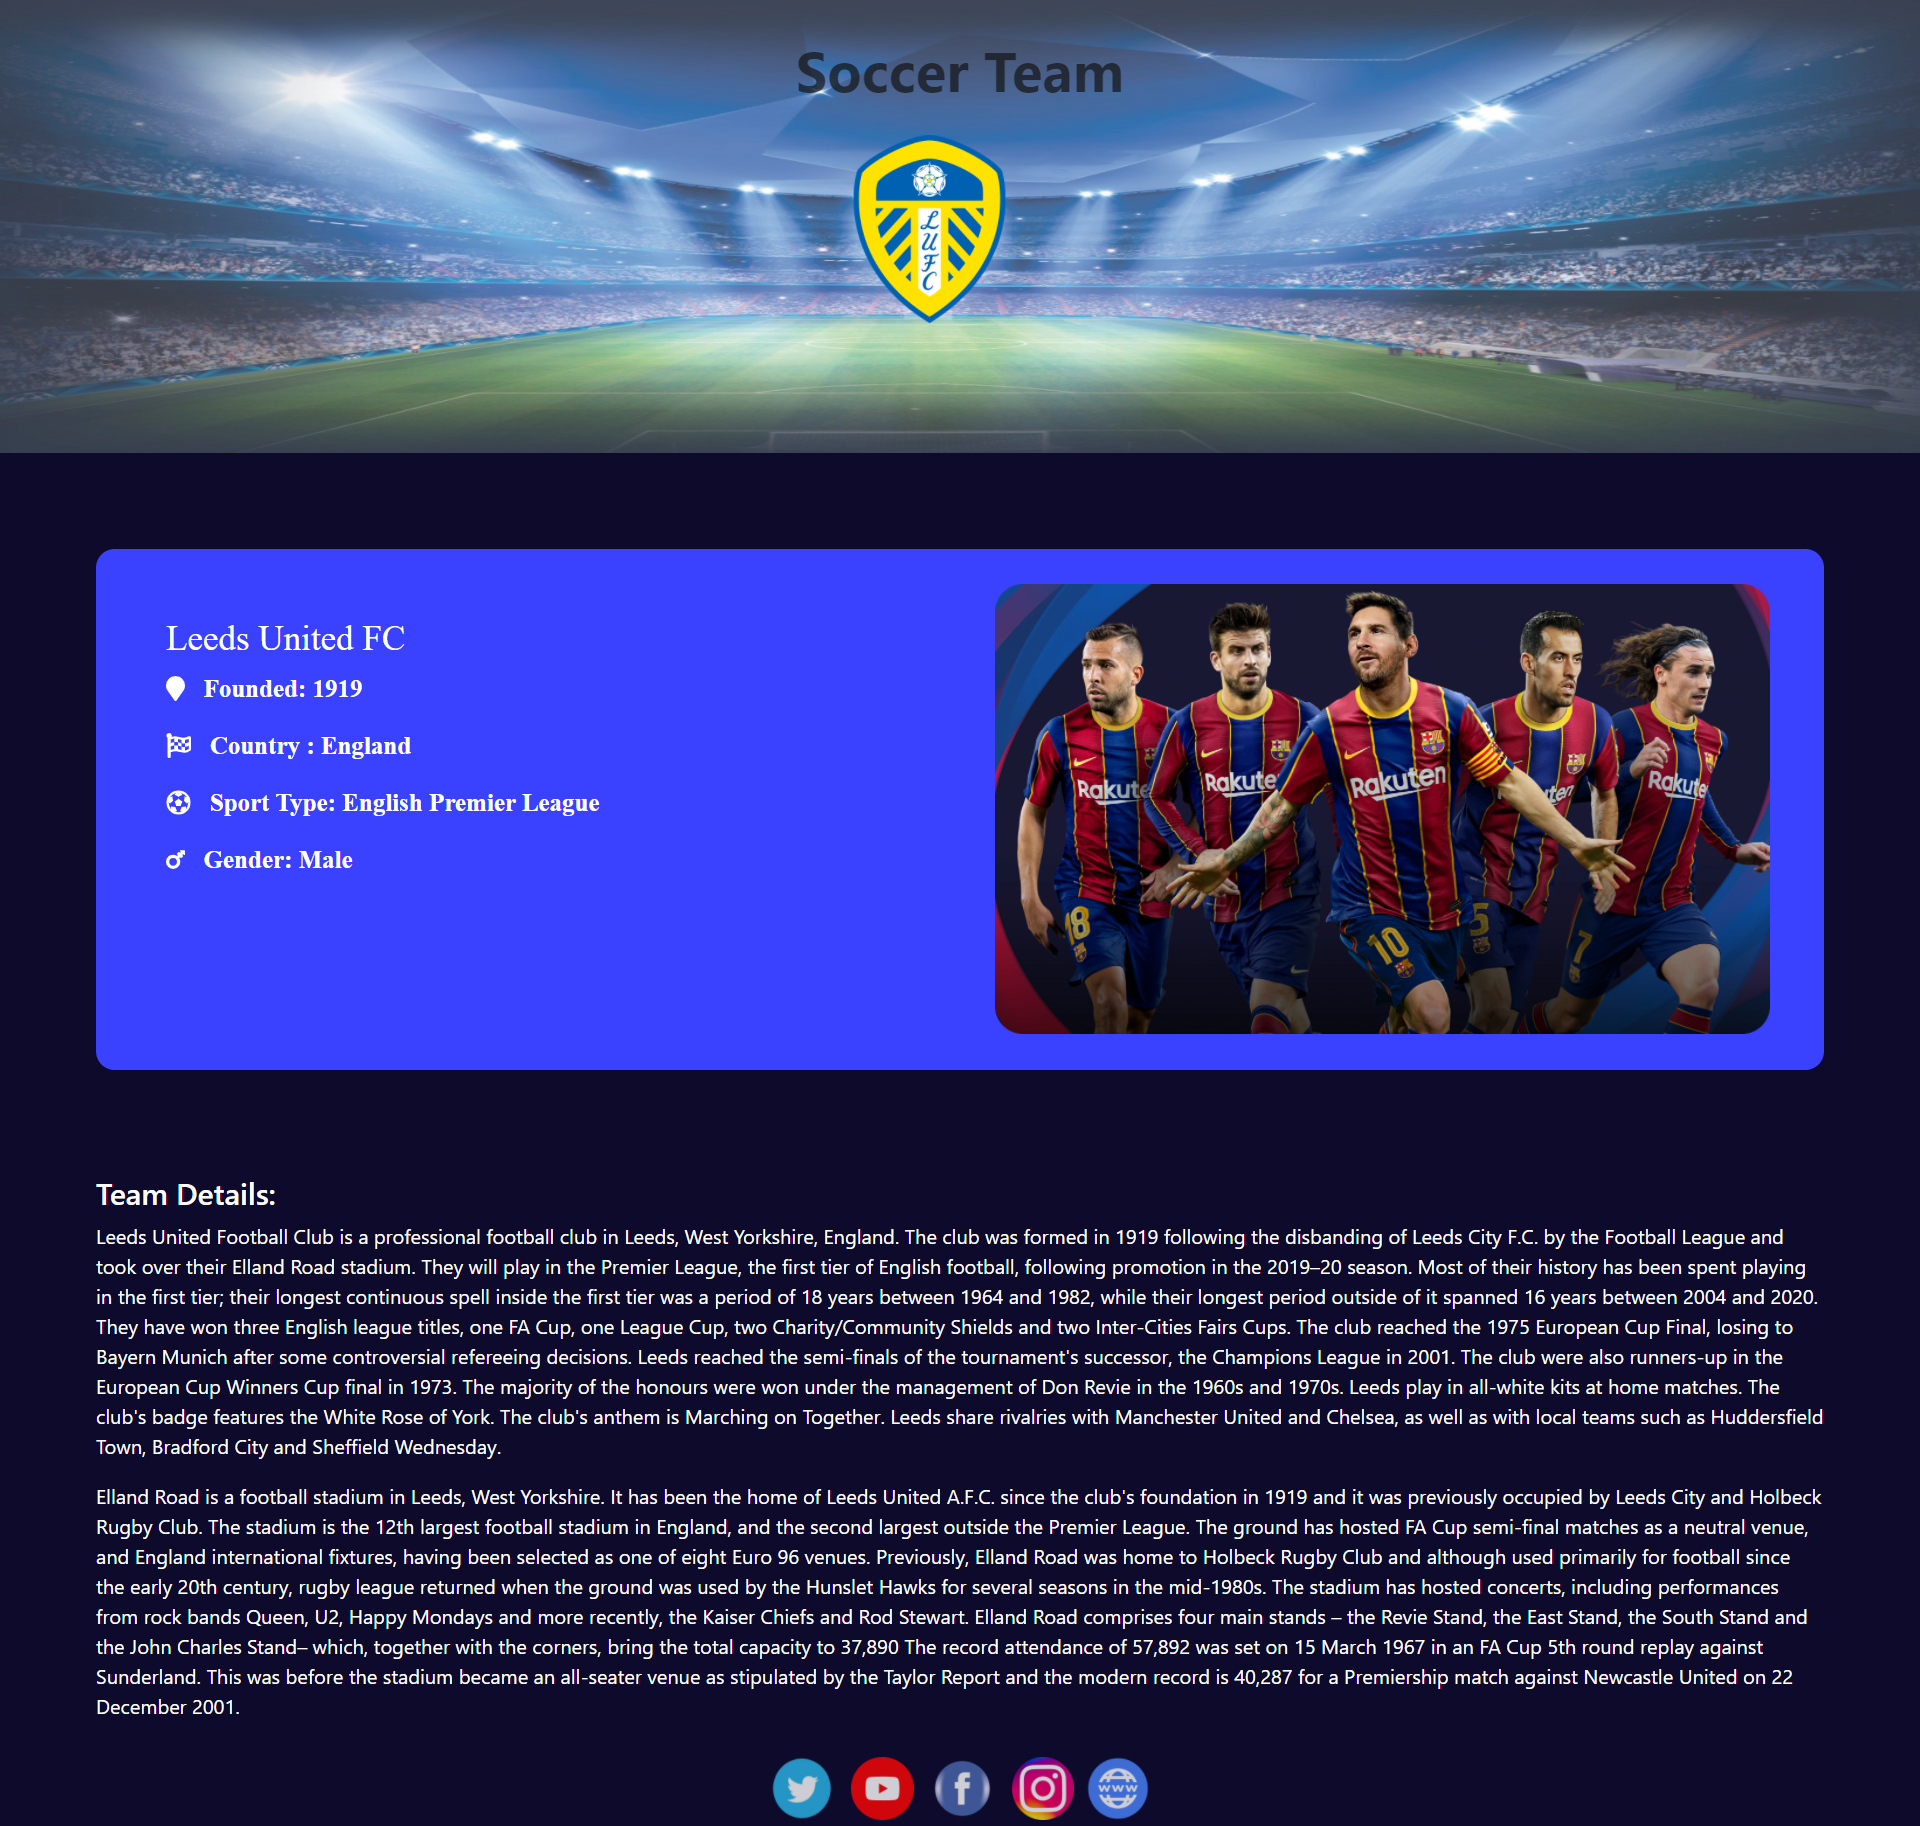 Soccer Team
L
U
F
C
Leeds United FC
Founded: 1919
Country : England
Sport Type: English Premier League
Gender: Male
Rakute
Rakute
Rakuten
uten
Rakute
18
10
5
7
Team Details:
Leeds United Football Club is a professional football club in Leeds, West Yorkshire, England. The club was formed in 1919 following the disbanding of Leeds City F.C. by the Football League and
took over their Elland Road stadium. They will play in the Premier League, the first tier of English football, following promotion in the 2019–20 season. Most of their history has been spent playing
in the first tier; their longest continuous spell inside the first tier was a period of 18 years between 1964 and 1982, while their longest period outside of it spanned 16 years between 2004 and 2020.
They have won three English league titles, one FA Cup, one League Cup, two Charity/Community Shields and two Inter-Cities Fairs Cups. The club reached the 1975 European Cup Final, losing to
Bayern Munich after some controversial refereeing decisions. Leeds reached the semi-finals of the tournament's successor, the Champions League in 2001. The club were also runners-up in the
European Cup Winners Cup final in 1973. The majority of the honours were won under the management of Don Revie in the 1960s and 1970s. Leeds play in all-white kits at home matches. The
club's badge features the White Rose of York. The club's anthem is Marching on Together. Leeds share rivalries with Manchester United and Chelsea, as well as with local teams such as Huddersfield
Town, Bradford City and Sheffield Wednesday.
Elland Road is a football stadium in Leeds, West Yorkshire. It has been the home of Leeds United A.F.C. since the club's foundation in 1919 and it was previously occupied by Leeds City and Holbeck
Rugby Club. The stadium is the 12th largest football stadium in England, and the second largest outside the Premier League. The ground has hosted FA Cup semi-final matches as a neutral venue,
and England international fixtures, having been selected as one of eight Euro 96 venues. Previously, Elland Road was home to Holbeck Rugby Club and although used primarily for football since
the early 20th century, rugby league returned when the ground was used by the Hunslet Hawks for several seasons in the mid-1980s. The stadium has hosted concerts, including performances
from rock bands Queen, U2, Happy Mondays and more recently, the Kaiser Chiefs and Rod Stewart. Elland Road comprises four main stands – the Revie Stand, the East Stand, the South Stand and
the John Charles Stand– which, together with the corners, bring the total capacity to 37,890 The record attendance of 57,892 was set on 15 March 1967 in an FA Cup 5th round replay against
Sunderland. This was before the stadium became an all-seater venue as stipulated by the Taylor Report and the modern record is 40,287 for a Premiership match against Newcastle United on 22
December 2001.
f
www